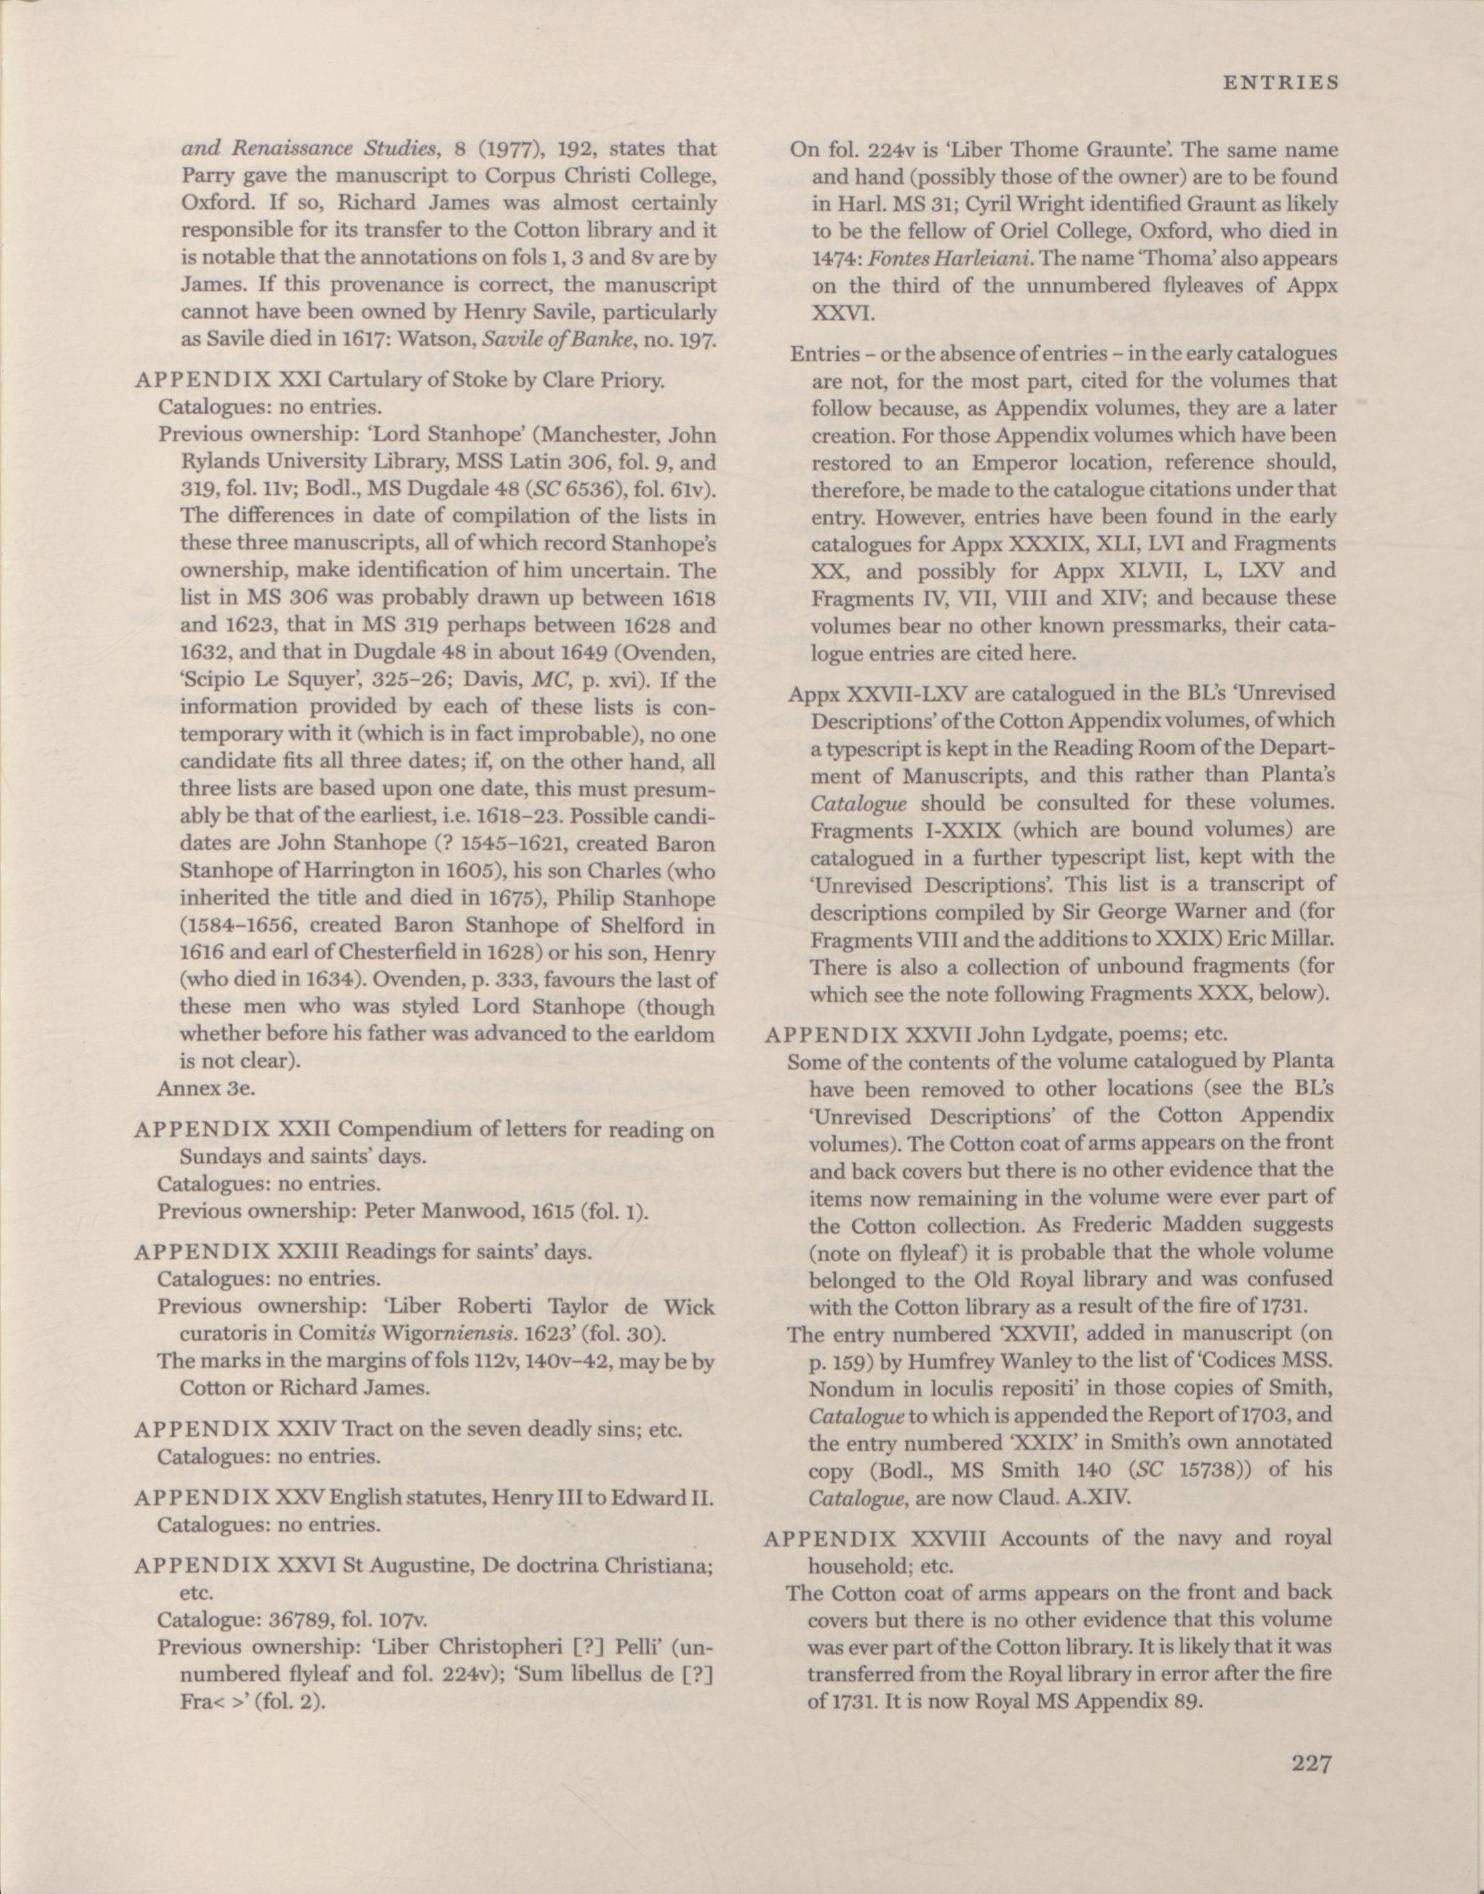 ENTRIES
and Renaissance Studies, 8 (1977), 192, states that
Parry gave the manuscript to Corpus Christi College,
Oxford. If so, Richard James was almost certainly
responsible for its transfer to the Cotton library and it
is notable that the annotations on fols 1, 3 and 8v are by
James. If this provenance is correct, the manuscript
cannot have been owned by Henry Savile, particularly
as Savile died in 1617: Watson, Savile of Banke, no. 197.
APPENDIX XXI Cartulary of Stoke by Clare Priory.
Catalogues: no entries.
Previous ownership: ‘Lord Stanhope’ (Manchester, John
Rylands University Library, MSS Latin 306, fol. 9, and
319, fol. 11v; Bodl., MS Dugdale 48 (SC 6536), fol. 61v).
The differences in date of compilation of the lists in
these three manuscripts, all of which record Stanhope’s
ownership, make identification of him uncertain. The
list in MS 306 was probably drawn up between 1618
and 1623, that in MS 319 perhaps between 1628 and
1632, and that in Dugdale 48 in about 1649 (Ovenden,
‘Scipio Le Squyer’, 325–26; Davis, MC, p. xvi). If the
information provided by each of these lists is con-
temporary with it (which is in fact improbable), no one
candidate fits all three dates; if, on the other hand, all
three lists are based upon one date, this must presum-
ably be that of the earliest, i.e. 1618–23. Possible candi-
dates are John Stanhope (? 1545–1621, created Baron
Stanhope of Harrington in 1605), his son Charles (who
inherited the title and died in 1675), Philip Stanhope
(1584–1656, created Baron Stanhope of Shelford in
1616 and earl of Chesterfield in 1628) or his son, Henry
(who died in 1634). Ovenden, p. 333, favours the last of
these men who was styled Lord Stanhope (though
whether before his father was advanced to the earldom
is not clear).
Annex 3e.
APPENDIX XXII Compendium of letters for reading on
Sundays and saints’ days.
Catalogues: no entries.
Previous ownership: Peter Manwood, 1615 (fol. 1).
APPENDIX XXIII Readings for saints’ days.
Catalogues: no entries.
Previous ownership: ‘Liber Roberti Taylor de Wick
curatoris in Comitis Wigorniensis. 1623’ (fol. 30).
The marks in the margins of fols 112v, 140v–42, may be by
Cotton or Richard James.
APPENDIX XXIV Tract on the seven deadly sins; etc.
Catalogues: no entries.
APPENDIX XXV English statutes, Henry III to Edward II.
Catalogues: no entries.
APPENDIX XXVI St Augustine, De doctrina Christiana;
etc.
Catalogue: 36789, fol. 107v.
Previous ownership: ‘Liber Christopheri [?] Pelli’ (un-
numbered flyleaf and fol. 224v); ‘Sum libellus de [?]
Fra< >’ (fol. 2).
On fol. 224v is ‘Liber Thome Graunte’. The same name
and hand (possibly those of the owner) are to be found
in Harl. MS 31; Cyril Wright identified Graunt as likely
to be the fellow of Oriel College, Oxford, who died in
1474: Fontes Harleiani. The name ‘Thoma’ also appears
on the third of the unnumbered flyleaves of Appx
XXVI.
Entries – or the absence of entries – in the early catalogues
are not, for the most part, cited for the volumes that
follow because, as Appendix volumes, they are a later
creation. For those Appendix volumes which have been
restored to an Emperor location, reference should,
therefore, be made to the catalogue citations under that
entry. However, entries have been found in the early
catalogues for Appx XXXIX, XLI, LVI and Fragments
XX, and possibly for Appx XLVII, L, LXV and
Fragments IV, VII, VIII and XIV; and because these
volumes bear no other known pressmarks, their cata-
logue entries are cited here.
Appx XXVII-LXV are catalogued in the BL’s ‘Unrevised
Descriptions’ of the Cotton Appendix volumes, of which
a typescript is kept in the Reading Room of the Depart-
ment of Manuscripts, and this rather than Planta’s
Catalogue should be consulted for these volumes.
Fragments I-XXIX (which are bound volumes) are
catalogued in a further typescript list, kept with the
‘Unrevised Descriptions’. This list is a transcript of
descriptions compiled by Sir George Warner and (for
Fragments VIII and the additions to XXIX) Eric Millar.
There is also a collection of unbound fragments (for
which see the note following Fragments XXX, below).
APPENDIX XXVII John Lydgate, poems; etc.
Some of the contents of the volume catalogued by Planta
have been removed to other locations (see the BL’s
‘Unrevised Descriptions’ of the Cotton Appendix
volumes). The Cotton coat of arms appears on the front
and back covers but there is no other evidence that the
items now remaining in the volume were ever part of
the Cotton collection. As Frederic Madden suggests
(note on flyleaf) it is probable that the whole volume
belonged to the Old Royal library and was confused
with the Cotton library as a result of the fire of 1731.
The entry numbered ‘XXVII’, added in manuscript (on
p. 159) by Humfrey Wanley to the list of ‘Codices MSS.
Nondum in loculis repositi’ in those copies of Smith,
Catalogue to which is appended the Report of 1703, and
the entry numbered ‘XXIX’ in Smith’s own annotated
copy (Bodl., MS Smith 140 (SC 15738)) of his
Catalogue, are now Claud. A.XIV.
APPENDIX XXVIII Accounts of the navy and royal
household; etc.
The Cotton coat of arms appears on the front and back
covers but there is no other evidence that this volume
was ever part of the Cotton library. It is likely that it was
transferred from the Royal library in error after the fire
of 1731. It is now Royal MS Appendix 89.
227